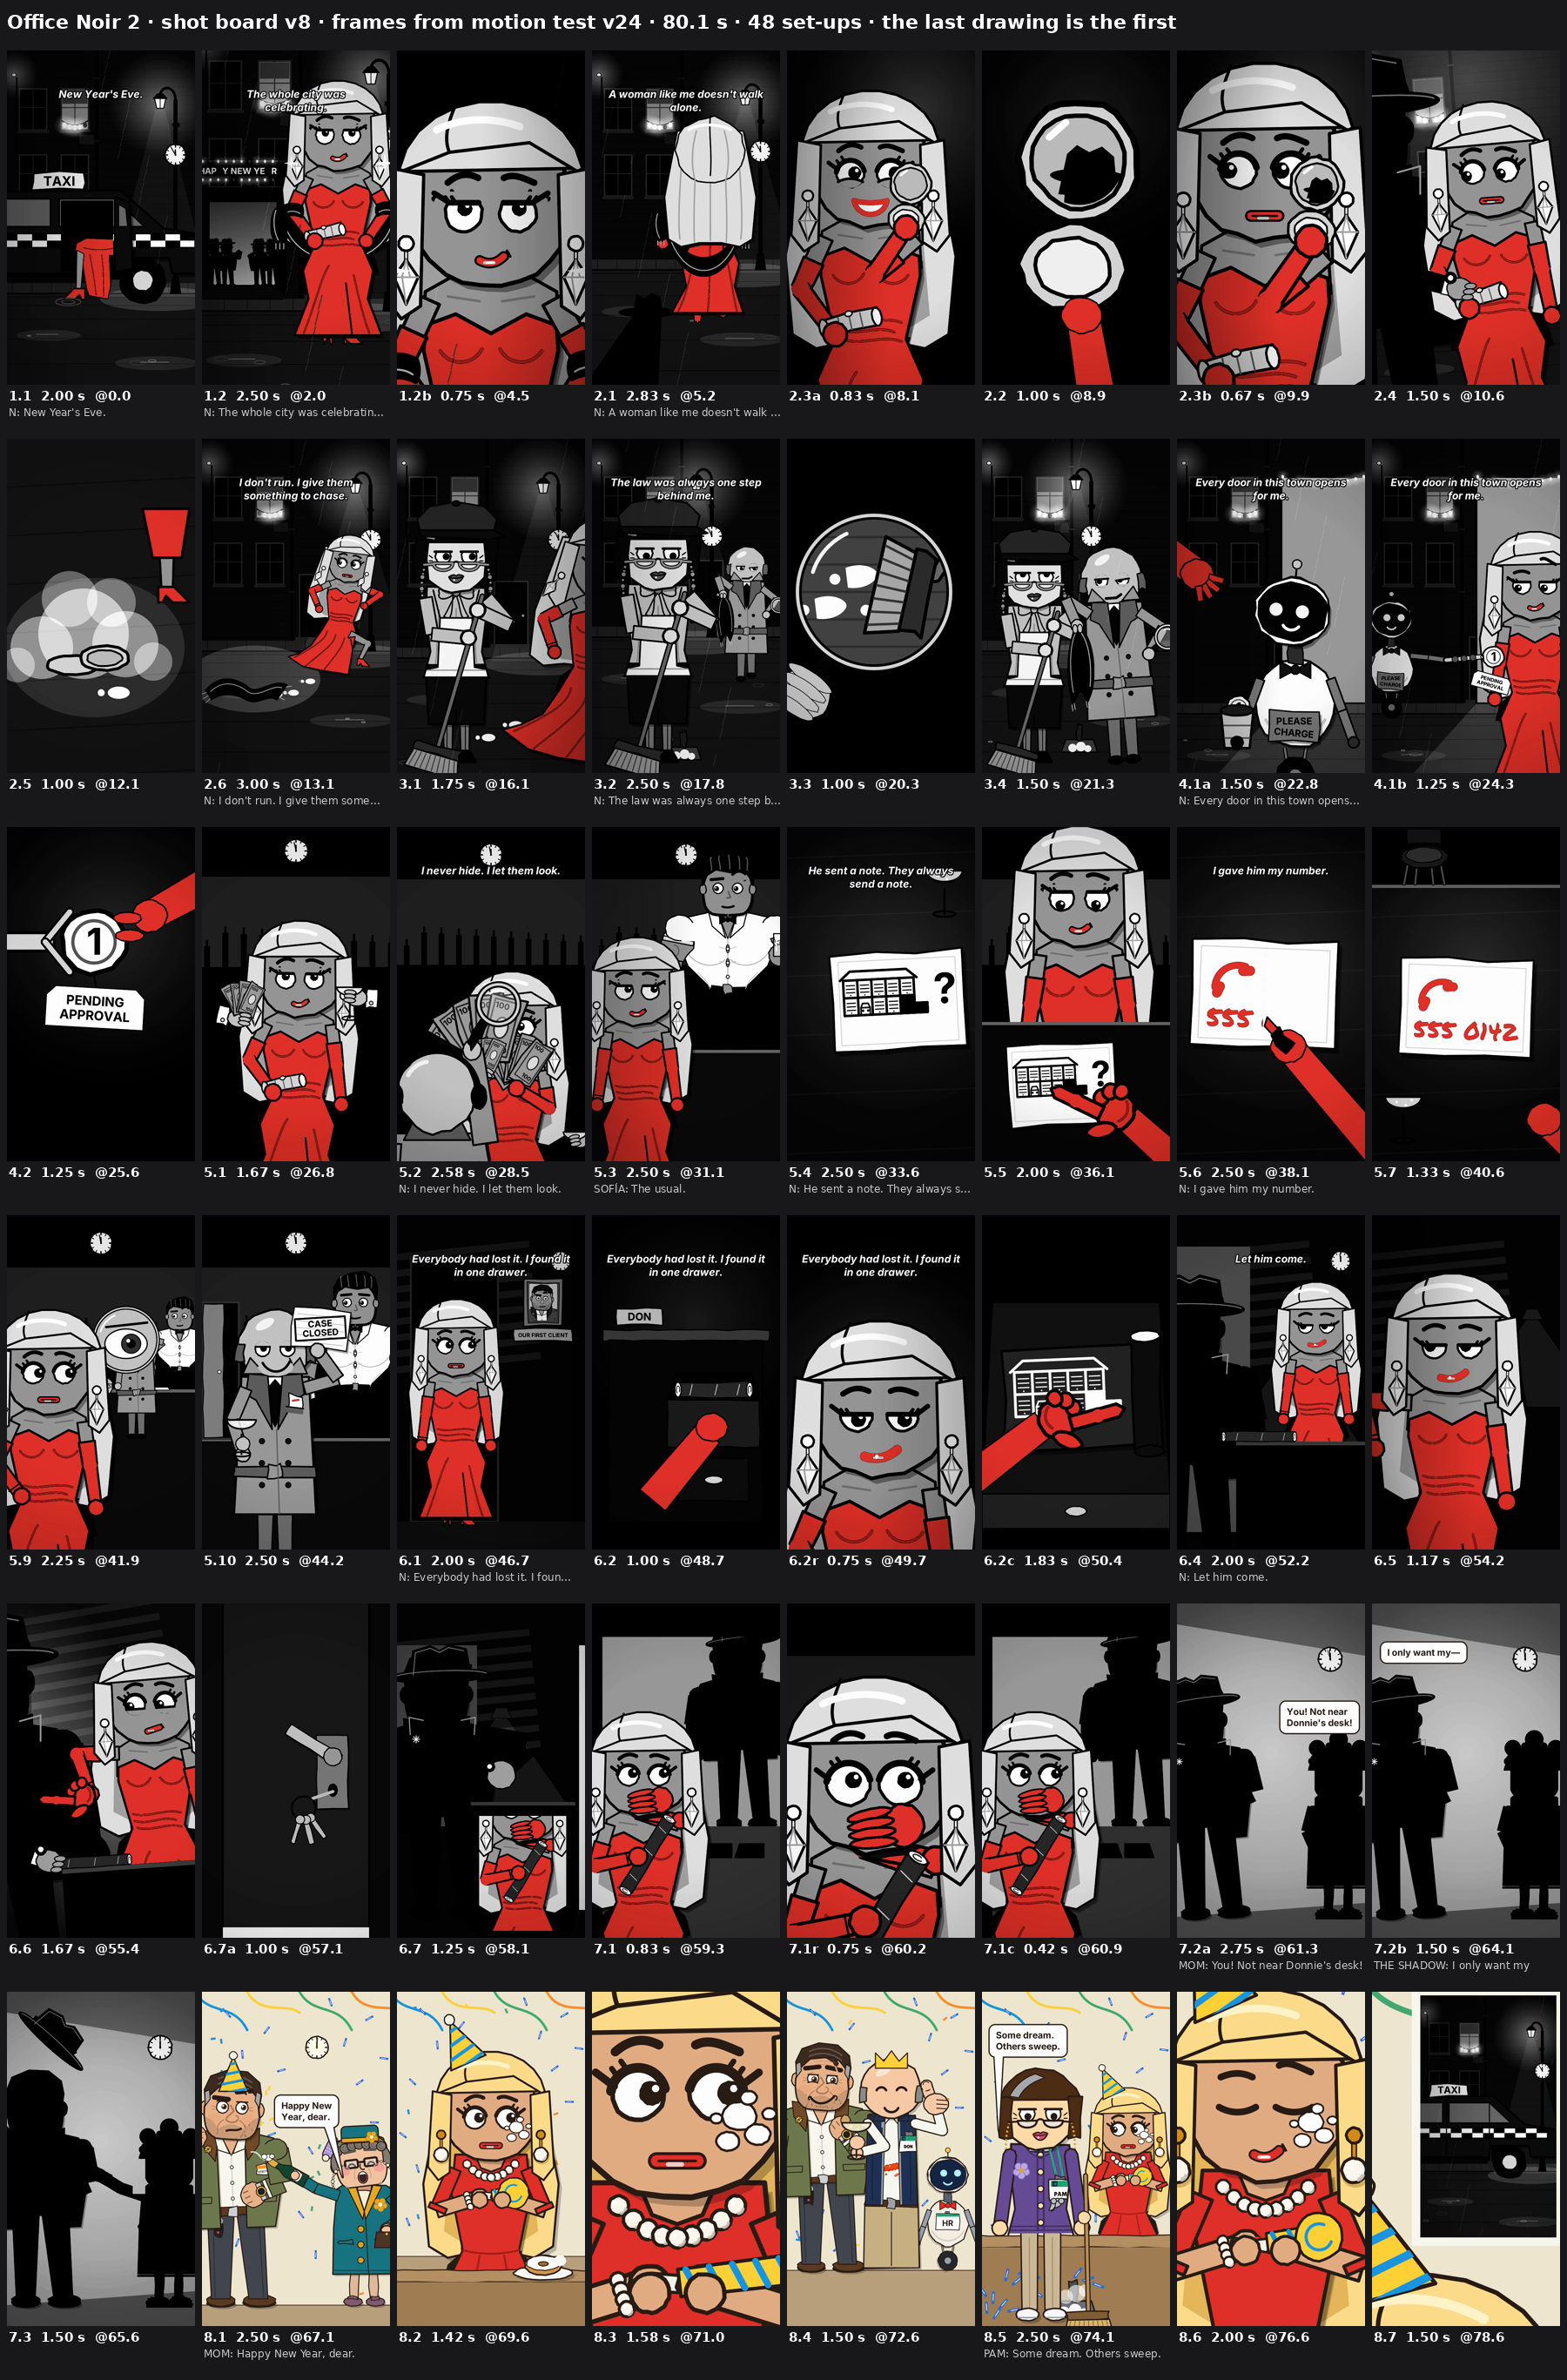 Office Noir 2 · shot board v8 · frames from motion test v24 · 80.1 s · 48 set-ups · the last drawing is the first
New Year's Eve.
TAXI
1.1 2.00 s @0.0
N: New Year's Eve.
The whole city was
celebrating.
HAP Y NEW YE R
1.2 2.50 s @2.0
N: The whole city was celebratin...
1.2b 0.75 s @4.5
A woman like me doesn't walk
alone.
2.1 2.83 s @5.2
N: A woman like me doesn't walk ...
2.3a 0.83 s @8.1
2.2 1.00 s @8.9
2.3b 0.67 s @9.9
2.4 1.50 s @10.6
2.5 1.00 s @12.1
I don't run. I give them
something to chase.
2.6 3.00 s @13.1
N: I don't run. I give them some...
3.1 1.75 s @16.1
The law was always one step
behind me.
3.2 2.50 s @17.8
N: The law was always one step b...
3.3 1.00 s @20.3
3.4 1.50 s @21.3
Every door in this town opens
for me.
PLEASE
CHARGE
4.1a 1.50 s @22.8
N: Every door in this town opens...
Every door in this town opens
for me.
1
PENDING
APPROVAL
PLEASE
CHARGE
4.1b 1.25 s @24.3
1
PENDING
APPROVAL
4.2 1.25 s @25.6
5.1 1.67 s @26.8
I never hide. I let them look.
100
100
100
100
5.2 2.58 s @28.5
N: I never hide. I let them look.
5.3 2.50 s @31.1
SOFÍA: The usual.
He sent a note. They always
send a note.
?
5.4 2.50 s @33.6
N: He sent a note. They always s...
?
5.5 2.00 s @36.1
I gave him my number.
555
5.6 2.50 s @38.1
N: I gave him my number.
555 0142
5.7 1.33 s @40.6
5.9 2.25 s @41.9
CASE
CLOSED
5.10 2.50 s @44.2
Everybody had lost it. I found it
in one drawer.
OUR FIRST CLIENT
6.1 2.00 s @46.7
N: Everybody had lost it. I foun...
Everybody had lost it. I found it
in one drawer.
DON
6.2 1.00 s @48.7
Everybody had lost it. I found it
in one drawer.
6.2r 0.75 s @49.7
6.2c 1.83 s @50.4
Let him come.
6.4 2.00 s @52.2
N: Let him come.
6.5 1.17 s @54.2
6.6 1.67 s @55.4
6.7a 1.00 s @57.1
6.7 1.25 s @58.1
7.1 0.83 s @59.3
7.1r 0.75 s @60.2
7.1c 0.42 s @60.9
You! Not near
Donnie's desk!
7.2a 2.75 s @61.3
MOM: You! Not near Donnie's desk!
I only want my—
7.2b 1.50 s @64.1
THE SHADOW: I only want my
7.3 1.50 s @65.6
Happy New
Year, dear.
8.1 2.50 s @67.1
MOM: Happy New Year, dear.
8.2 1.42 s @69.6
8.3 1.58 s @71.0
DON
HR
8.4 1.50 s @72.6
Some dream.
Others sweep.
PAM
8.5 2.50 s @74.1
PAM: Some dream. Others sweep.
8.6 2.00 s @76.6
TAXI
8.7 1.50 s @78.6